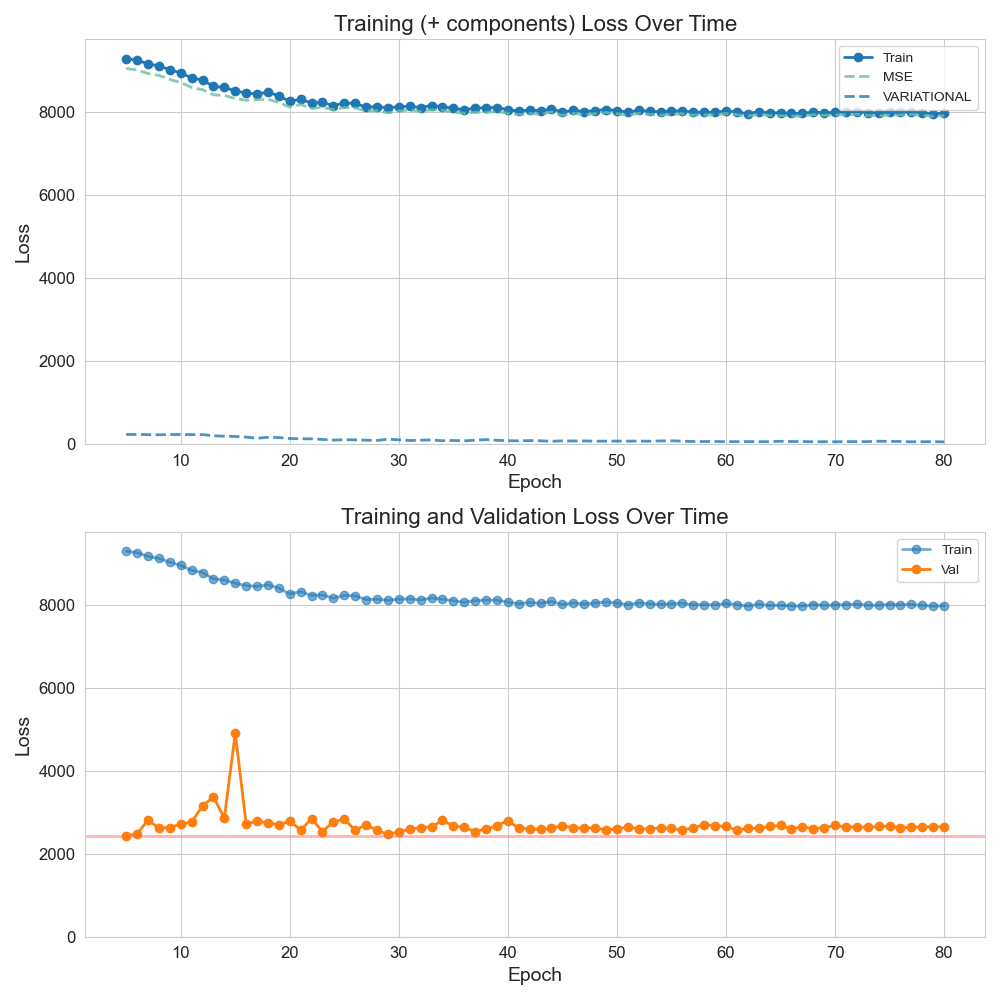 Training (+ components) Loss Over Time
Train
MSE
VARIATIONAL
8000
6000
4000
2000
0
Loss
10 20 30 40 50 60 70 80
Epoch
Training and Validation Loss Over Time
Train
Val
8000
6000
4000
2000
0
Loss
10 20 30 40 50 60 70 80
Epoch